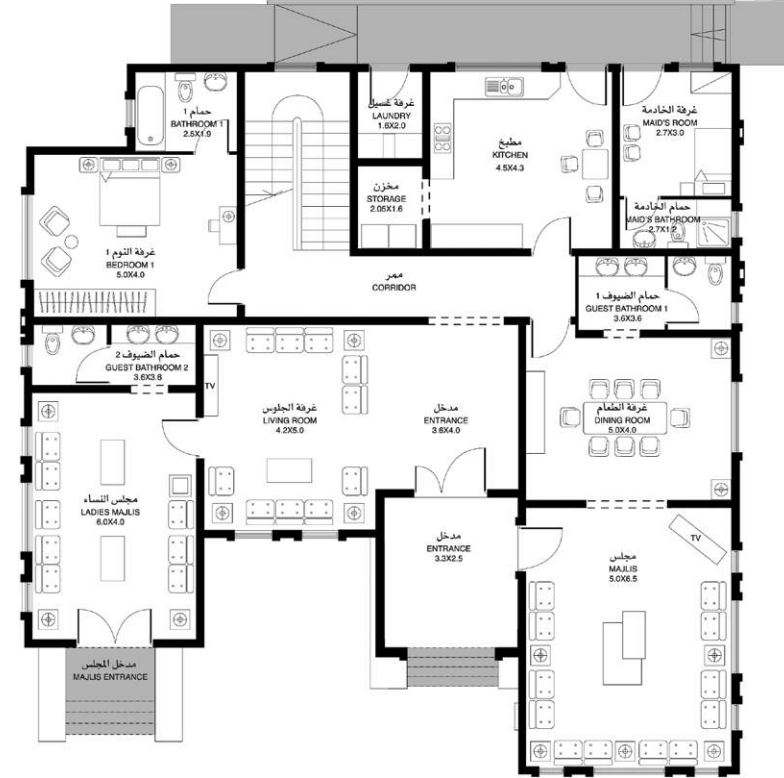 حمام 1
BATHROOM 1
2.5X1.9
غرفة غسيل
LAUNDRY
1.6X2.0
مطبخ
KITCHEN
4.5X4.3
غرفة الخادمة
MAID'S ROOM
2.7X3.0
مخزن
STORAGE
2.05X1.6
حمام الخادمة
MAID'S BATHROOM
2.7X1.2
غرفة النوم 1
BEDROOM 1
5.0X4.0
ممر
CORRIDOR
حمام الضيوف 1
GUEST BATHROOM 1
3.6X3.6
حمام الضيوف 2
GUEST BATHROOM 2
3.6X3.6
TV
غرفة الجلوس
LIVING ROOM
4.2X5.0
مدخل
ENTRANCE
3.6X4.0
غرفة الطعام
DINING ROOM
5.0X4.0
مجلس النساء
LADIES MAJLIS
6.0X4.0
مدخل
ENTRANCE
3.3X2.5
TV
مجلس
MAJLIS
5.0X6.5
مدخل المجلس
MAJLIS ENTRANCE